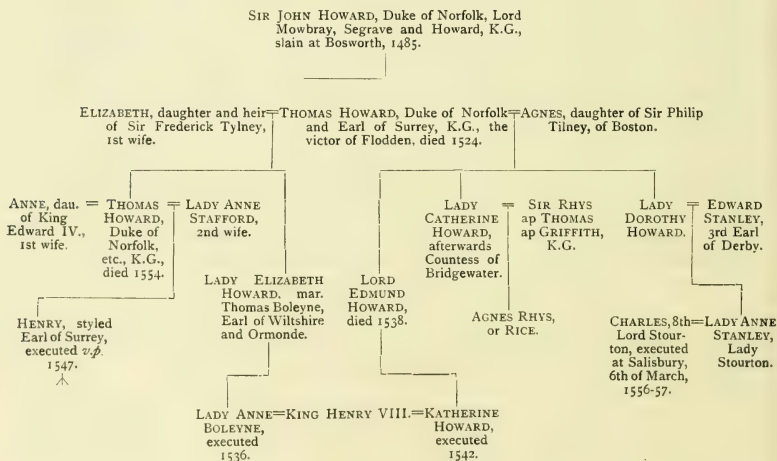 SIR JOHN HOWARD, Duke of Norfolk, Lord
Mowbray, Segrave and Howard, K.G.,
slain at Bosworth, 1485.
ELIZABETH, daughter and heir
of Sir Frederick Tylney,
1st wife.
THOMAS HOWARD, Duke of Norfolk
and Earl of Surrey, K.G., the
victor of Flodden, died 1524.
AGNES, daughter of Sir Philip
Tilney, of Boston.
ANNE, dau.
of King
Edward IV.,
1st wife.
=
THOMAS
HOWARD,
Duke of
Norfolk,
etc., K.G.,
died 1554.
LADY ANNE
STAFFORD,
2nd wife.
LADY
CATHERINE
HOWARD,
afterwards
Countess of
Bridgewater.
=
SIR RHYS
ap THOMAS
ap GRIFFITH,
K.G.
LADY
DOROTHY
HOWARD.
=
EDWARD
STANLEY,
3rd Earl
of Derby.
LADY ELIZABETH
HOWARD, mar.
Thomas Boleyne,
Earl of Wiltshire
and Ormonde.
LORD
EDMUND
HOWARD,
died 1538.
HENRY, styled
Earl of Surrey,
executed v.p.
1547.
AGNES RHYS,
or RICE.
CHARLES, 8th
Lord Stour-
ton, executed
at Salisbury,
6th of March,
1556-57.
=
LADY ANNE
STANLEY,
Lady
Stourton.
LADY ANNE
BOLEYNE,
executed
1536.
=KING HENRY VIII.=
KATHERINE
HOWARD,
executed
1542.